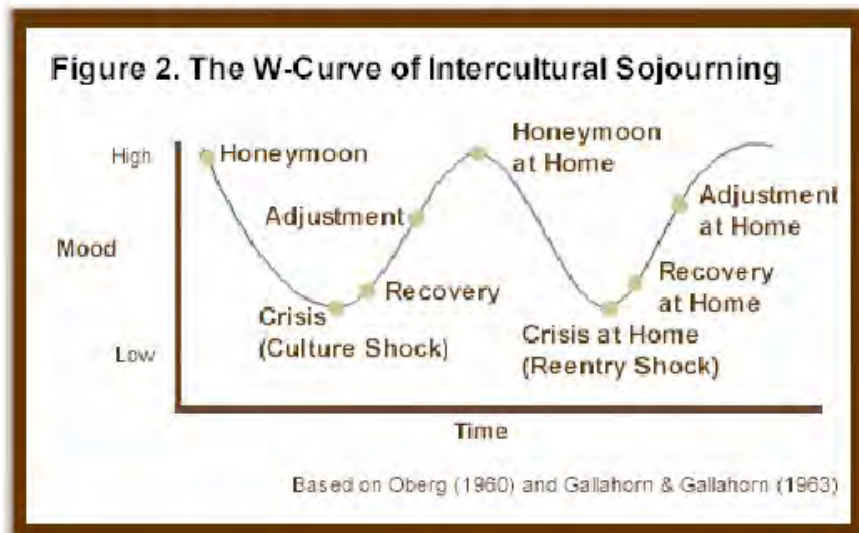 Figure 2. The W-Curve of Intercultural Sojourning
High
Honeymoon
Honeymoon
at Home
Adjustment
Adjustment
at Home
Mood
Recovery
Recovery
at Home
Crisis
(Culture Shock)
Crisis at Home
(Reentry Shock)
Low
Time
Based on Oberg (1960) and Gallahorn & Gallahorn (1963)